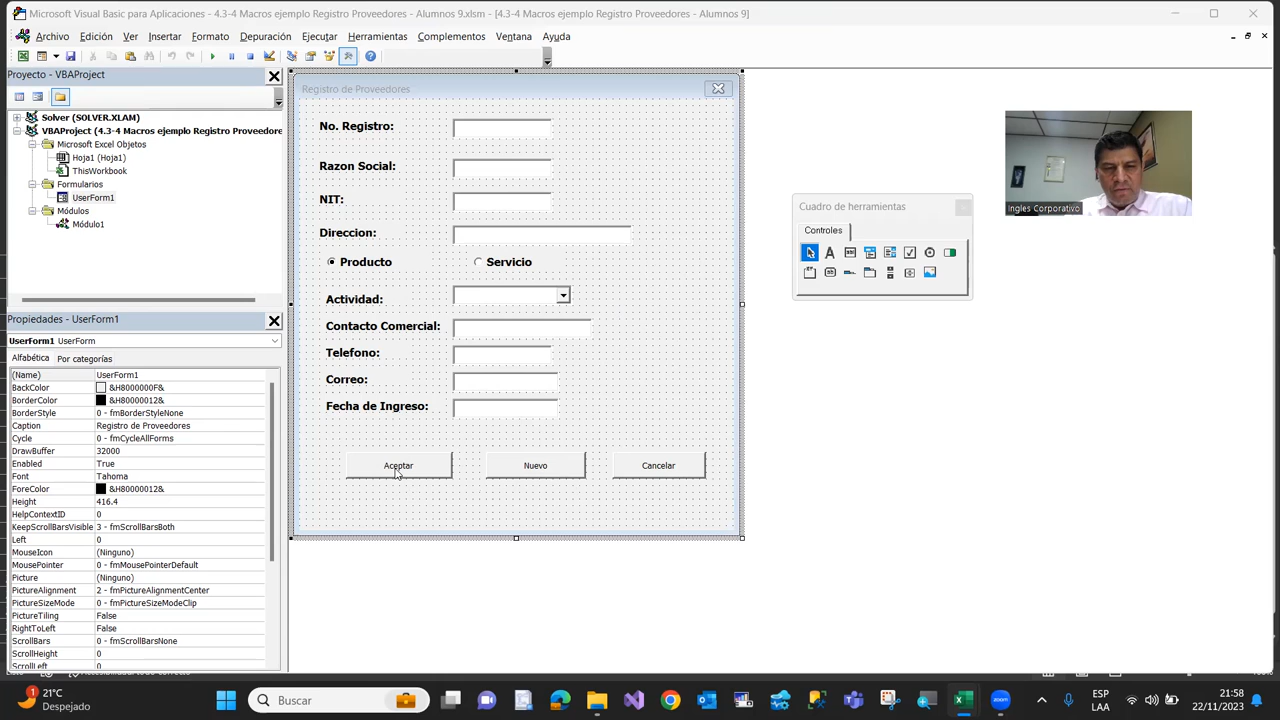 Microsoft Visual Basic para Aplicaciones - 4.3-4 Macros ejemplo Registro Proveedores - Alumnos 9.xlsm - [4.3-4 Macros ejemplo Registro Proveedores - Alumnos 9]
Archivo Edición Ver Insertar Formato Depuración Ejecutar Herramientas Complementos Ventana Ayuda
Proyecto - VBAProject
Solver (SOLVER.XLAM)
VBAProject (4.3-4 Macros ejemplo Registro Proveedore
Microsoft Excel Objetos
Hoja1 (Hoja1)
ThisWorkbook
Formularios
UserForm1
Módulos
Módulo1
Propiedades - UserForm1
UserForm1 UserForm
Alfabética Por categorías
(Name) UserForm1
BackColor &H8000000F&
BorderColor &H80000012&
BorderStyle 0 - fmBorderStyleNone
Caption Registro de Proveedores
Cycle 0 - fmCycleAllForms
DrawBuffer 32000
Enabled True
Font Tahoma
ForeColor &H80000012&
Height 416.4
HelpContextID 0
KeepScrollBarsVisible 3 - fmScrollBarsBoth
Left 0
MouseIcon (Ninguno)
MousePointer 0 - fmMousePointerDefault
Picture (Ninguno)
PictureAlignment 2 - fmPictureAlignmentCenter
PictureSizeMode 0 - fmPictureSizeModeClip
PictureTiling False
RightToLeft False
ScrollBars 0 - fmScrollBarsNone
ScrollHeight 0
ScrollLeft 0
Registro de Proveedores
No. Registro:
Razon Social:
NIT:
Direccion:
Producto Servicio
Actividad:
Contacto Comercial:
Telefono:
Correo:
Fecha de Ingreso:
Aceptar Nuevo Cancelar
Cuadro de herramientas
Controles
Ingles Corporativo
21°C
Despejado
Buscar
ESP
LAA
21:58
22/11/2023